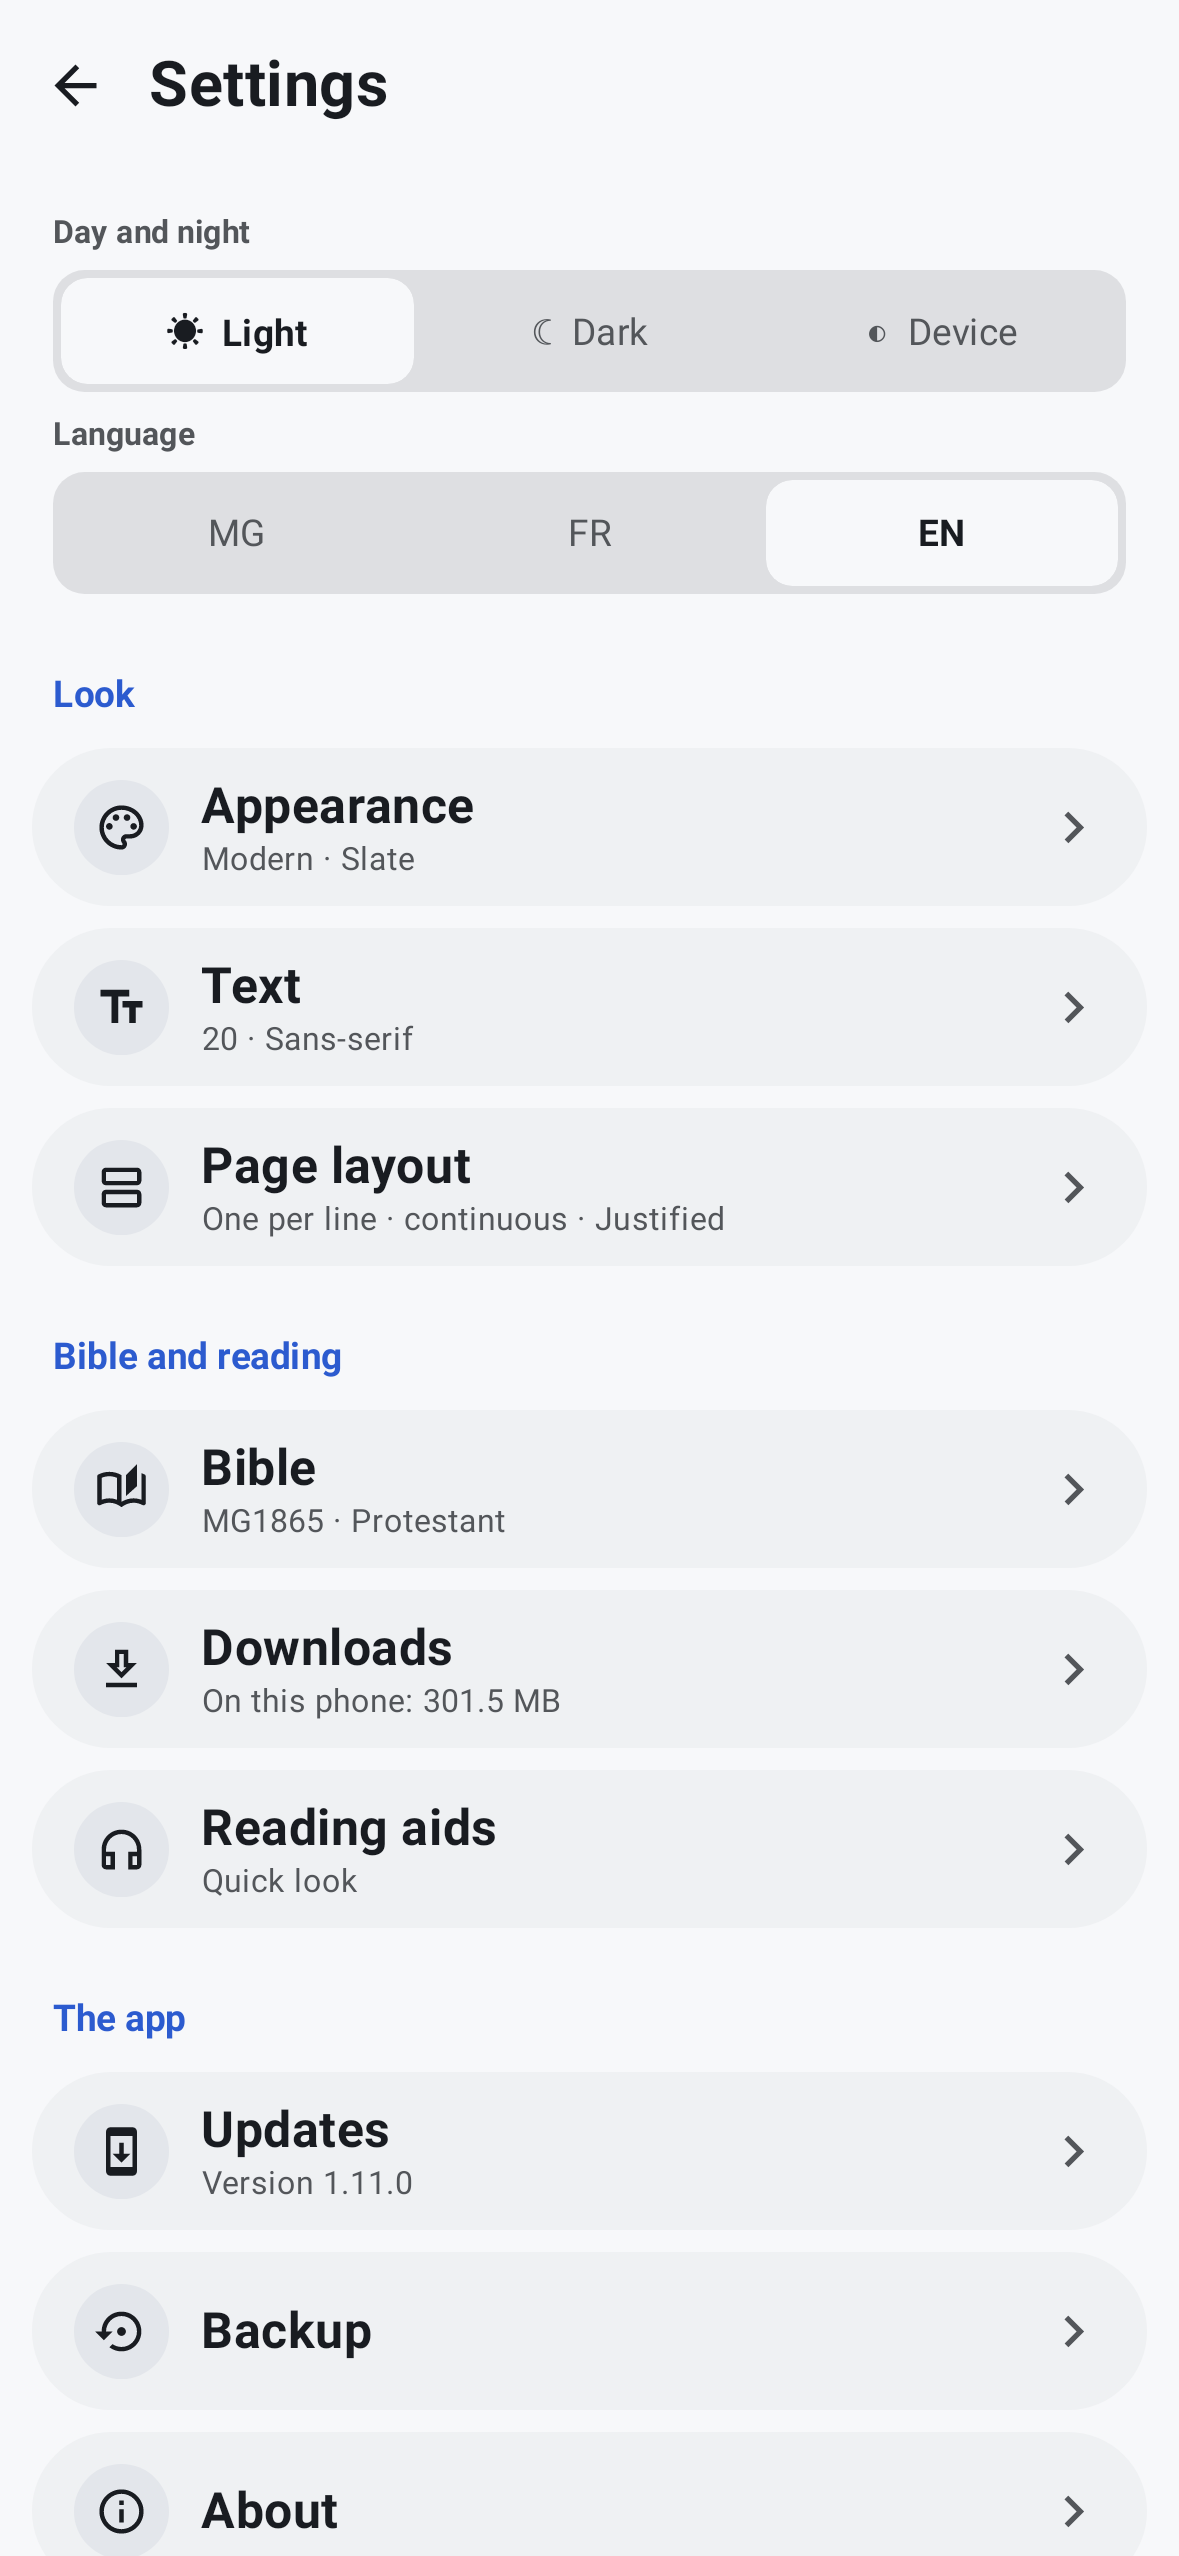 Settings
Day and night
Light
Dark
Device
Language
MG
FR
EN
Look
Appearance
Modern · Slate
Text
20 · Sans-serif
Page layout
One per line · continuous · Justified
Bible and reading
Bible
MG1865 · Protestant
Downloads
On this phone: 301.5 MB
Reading aids
Quick look
The app
Updates
Version 1.11.0
Backup
About